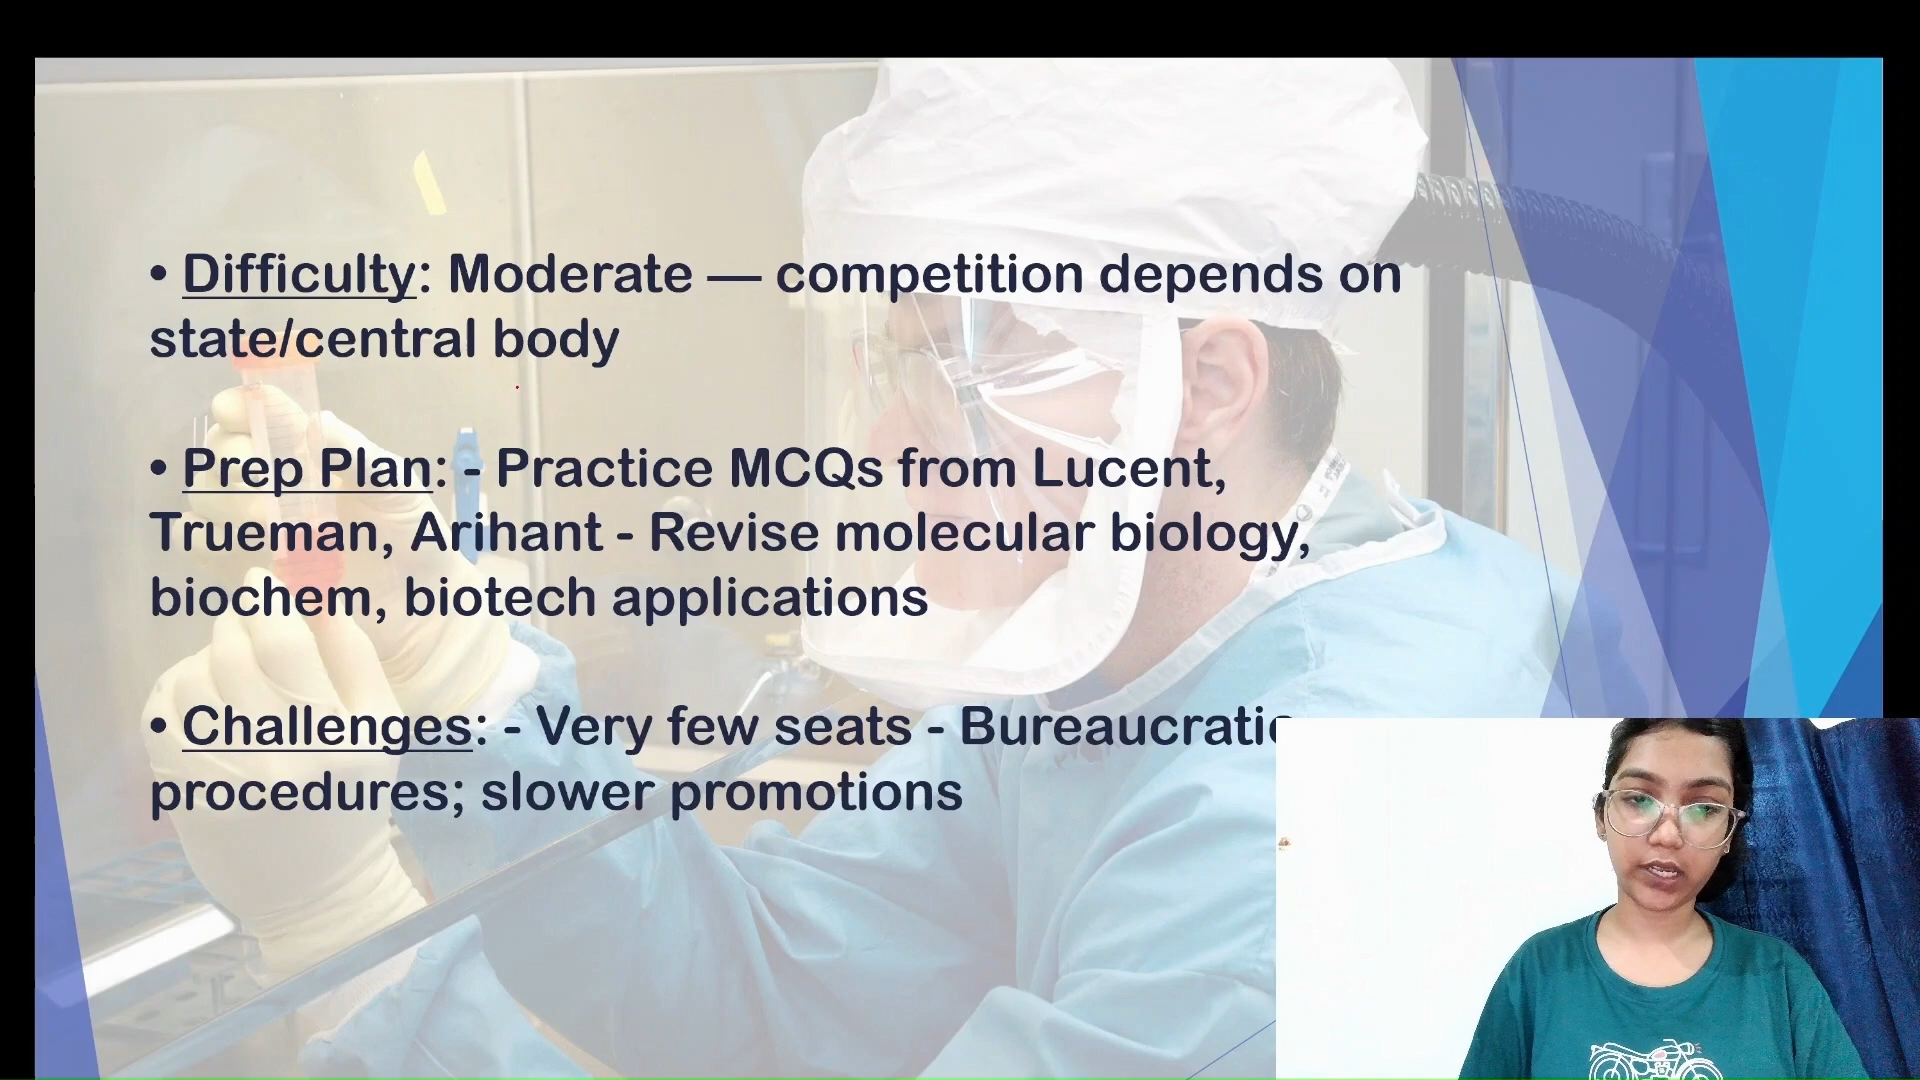 • Difficulty: Moderate — competition depends on
state/central body
• Prep Plan: - Practice MCQs from Lucent,
Trueman, Arihant - Revise molecular biology,
biochem, biotech applications
• Challenges: - Very few seats - Bureaucratic
procedures; slower promotions